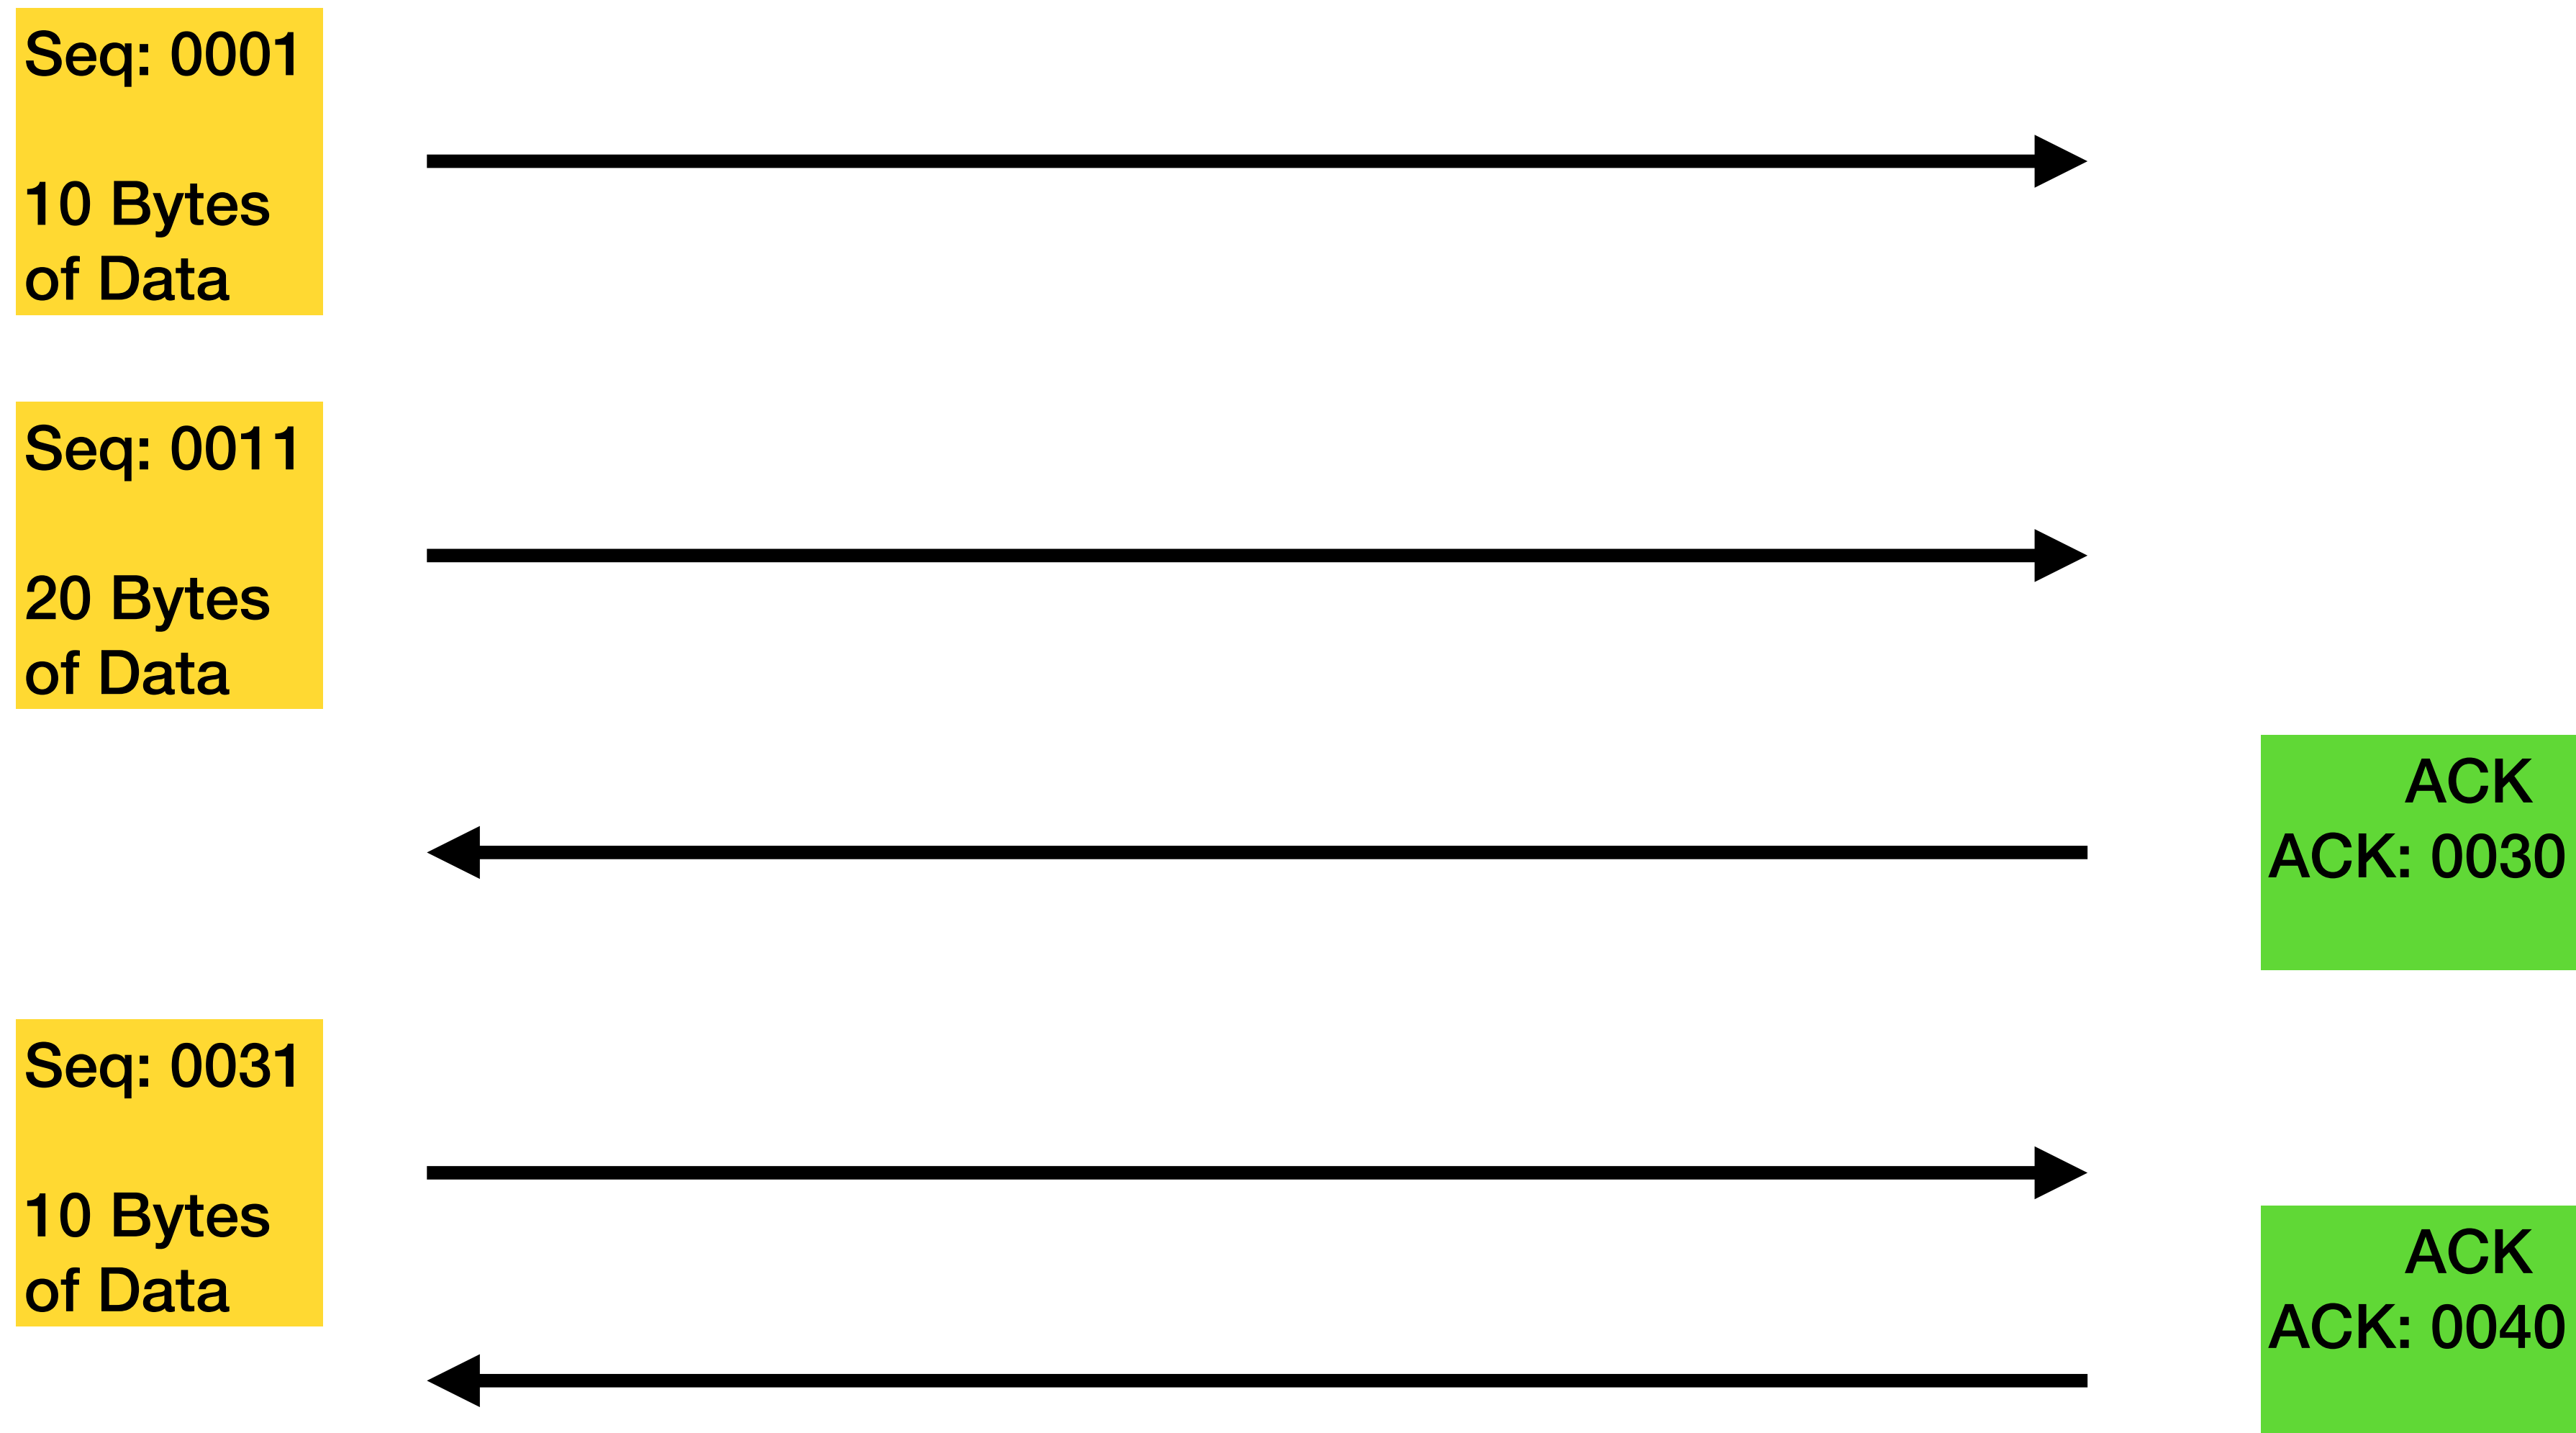 Seq: 0001
10 Bytes
of Data
Seq: 0011
20 Bytes
of Data
ACK
ACK: 0030
Seq: 0031
10 Bytes
of Data
ACK
ACK: 0040